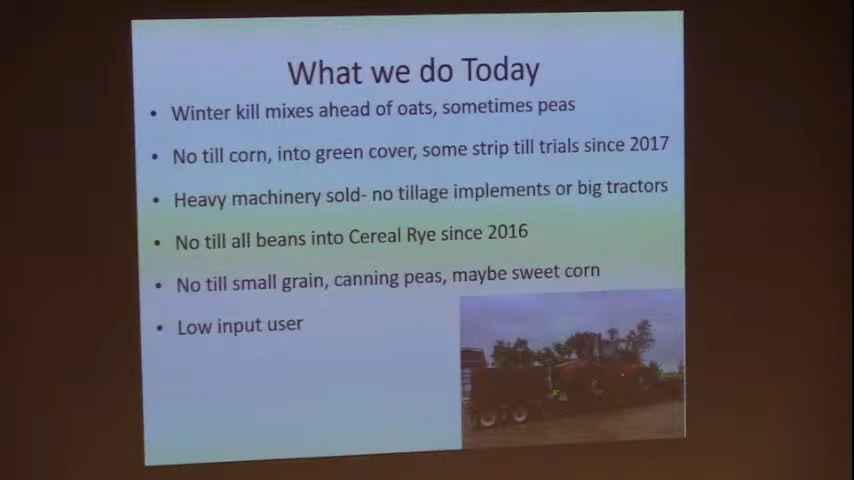 What we do Today
• Winter kill mixes ahead of oats, sometimes peas
• No till corn, into green cover, some strip till trials since 2017
• Heavy machinery sold- no tillage implements or big tractors
• No till all beans into Cereal Rye since 2016
• No till small grain, canning peas, maybe sweet corn
• Low input user